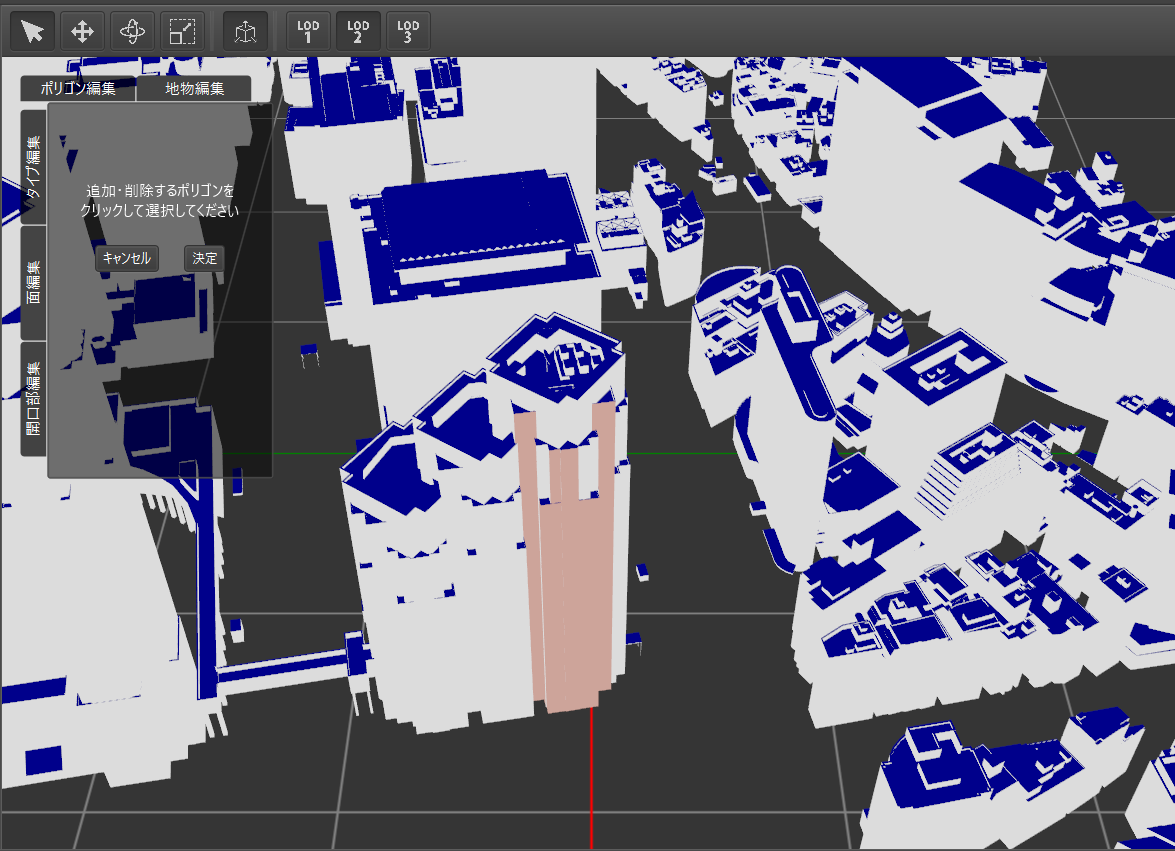 LOD
1
LOD
2
LOD
3
ポリゴン編集
地物編集
タイプ編集
面編集
開口部編集
追加・削除するポリゴンを
クリックして選択してください
キャンセル
決定